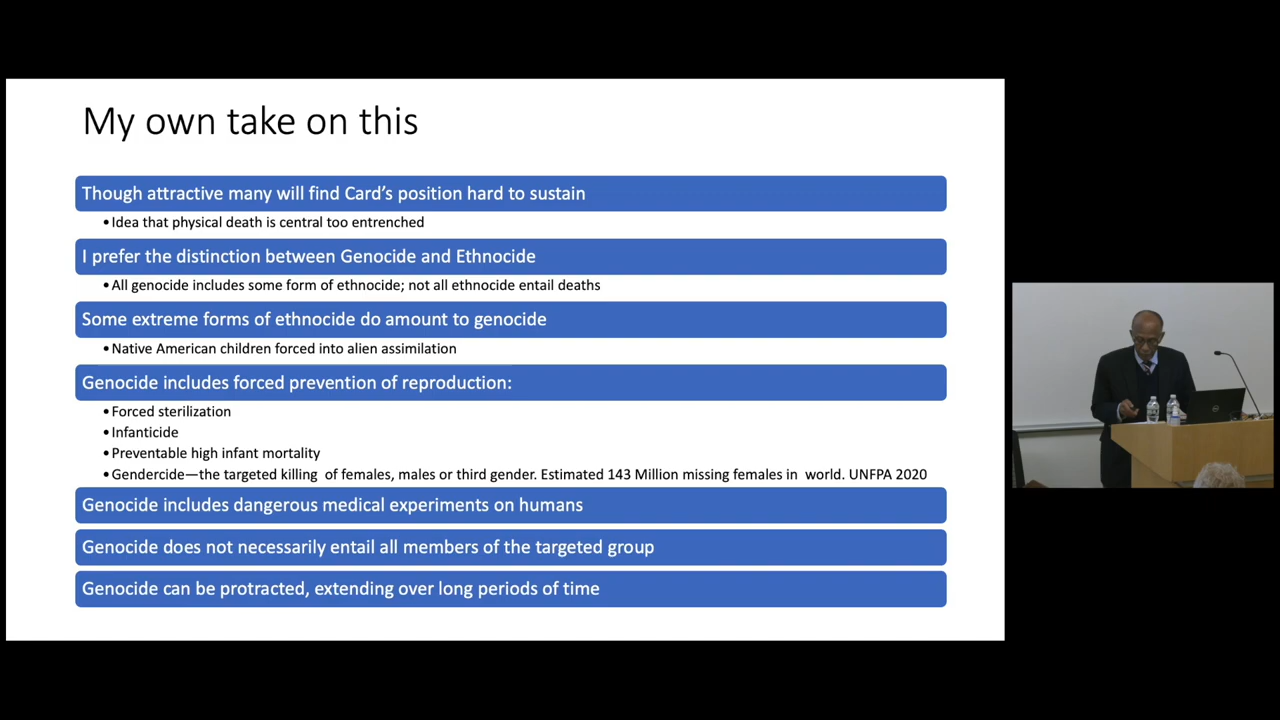 My own take on this
Though attractive many will find Card's position hard to sustain
•Idea that physical death is central too entrenched
I prefer the distinction between Genocide and Ethnocide
•All genocide includes some form of ethnocide; not all ethnocide entail deaths
Some extreme forms of ethnocide do amount to genocide
•Native American children forced into alien assimilation
Genocide includes forced prevention of reproduction:
•Forced sterilization
•Infanticide
•Preventable high infant mortality
•Gendercide—the targeted killing of females, males or third gender. Estimated 143 Million missing females in world. UNFPA 2020
Genocide includes dangerous medical experiments on humans
Genocide does not necessarily entail all members of the targeted group
Genocide can be protracted, extending over long periods of time